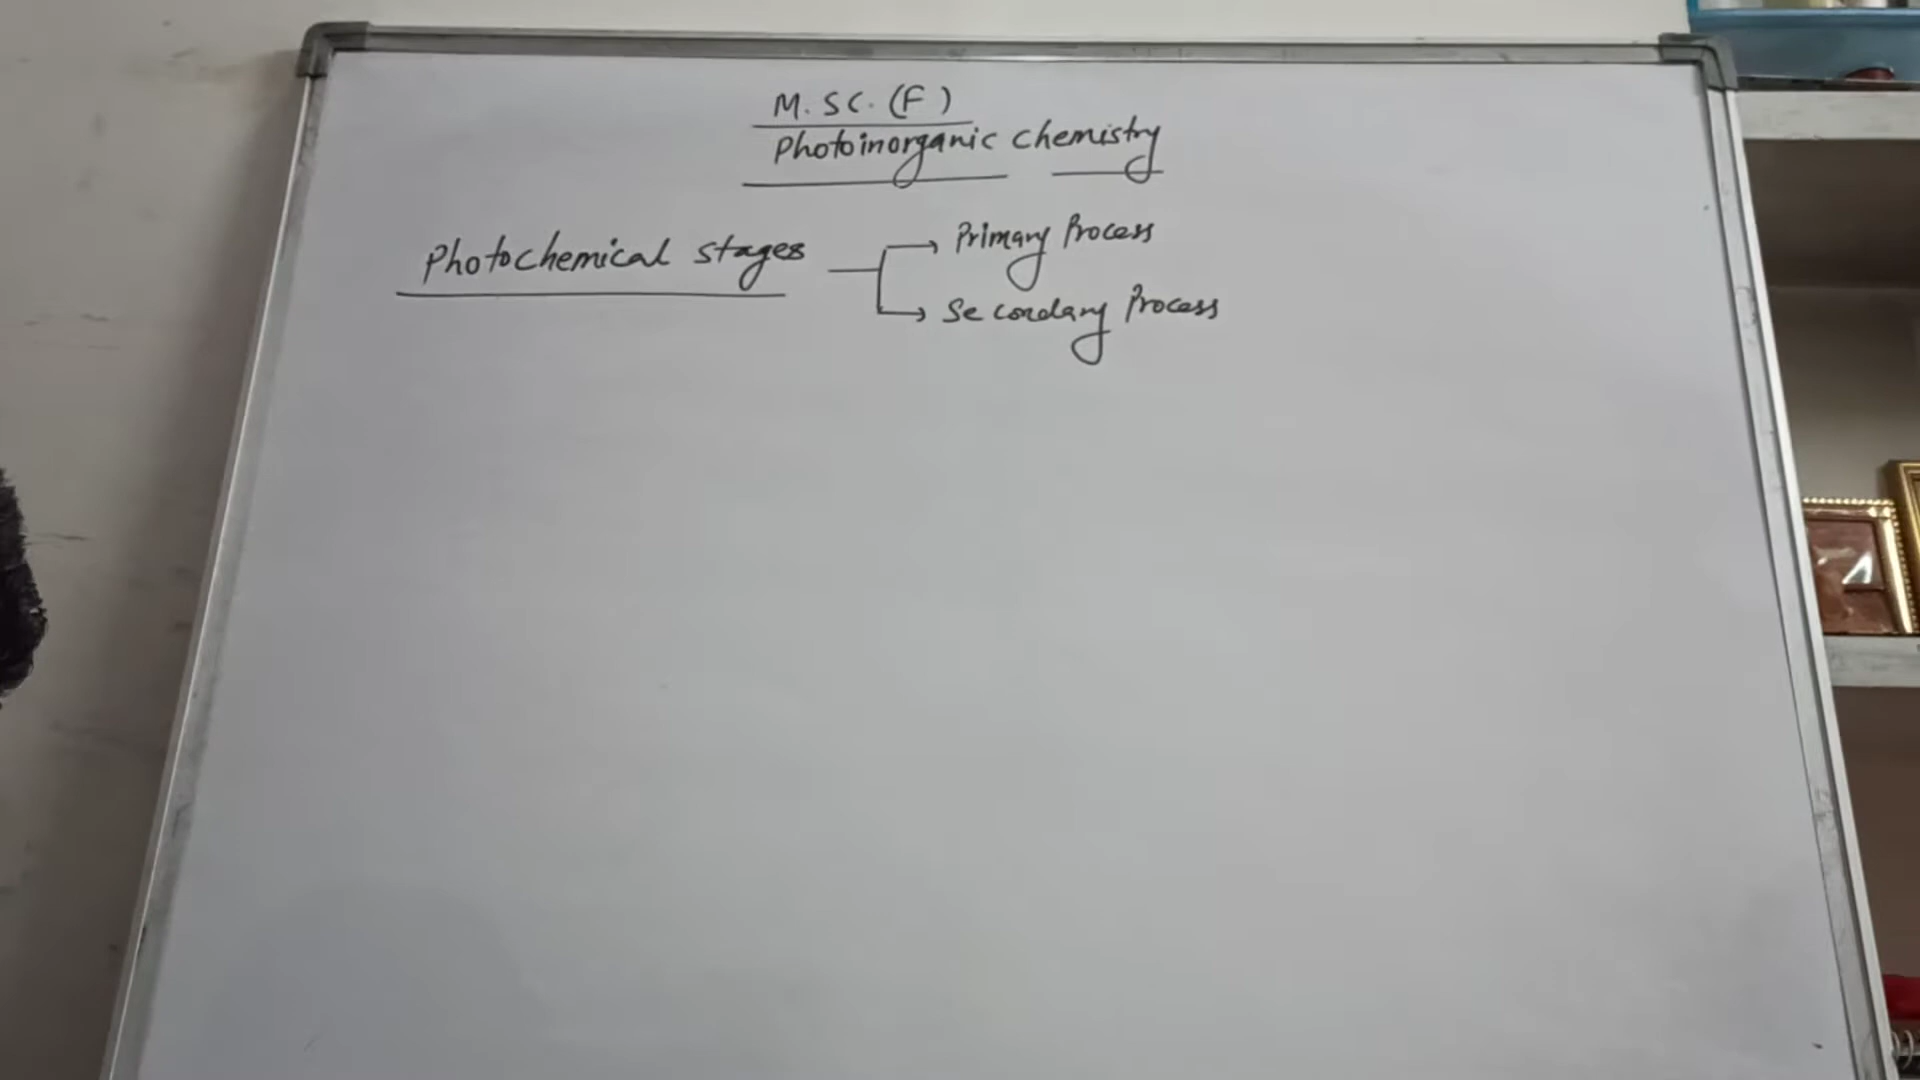 M.SC. (F)
Photoinorganic chemistry
Photochemical stages
Primary Process
Secondary Process